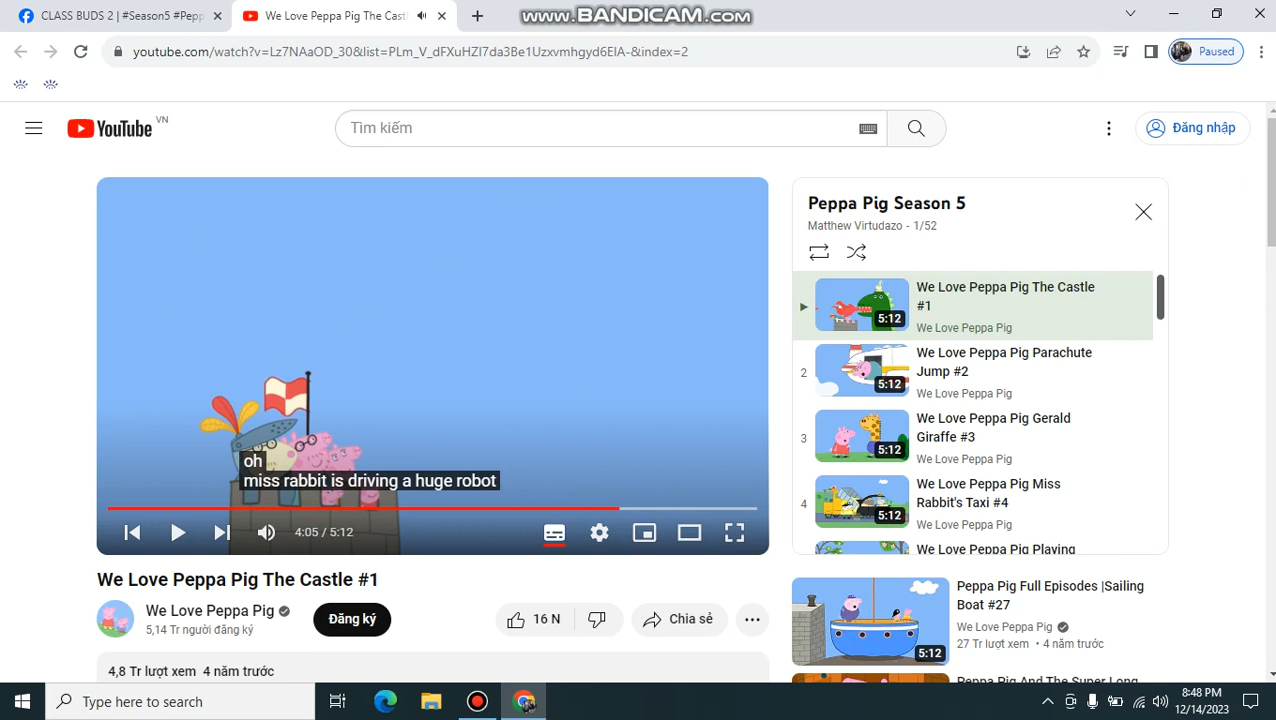 CLASS BUDS 2 | #Season5 #Pepp
We Love Peppa Pig The Castl
www.BANDICAM.com
youtube.com/watch?v=Lz7NAaOD_30&list=PLm_V_dFXuHZI7da3Be1Uzxvmhgyd6EIA-&index=2
Paused
YouTube VN
Tìm kiếm
Đăng nhập
oh
miss rabbit is driving a huge robot
4:05 / 5:12
We Love Peppa Pig The Castle #1
We Love Peppa Pig
5,14 Tr người đăng ký
Đăng ký
16 N
Chia sẻ
4,8 Tr lượt xem 4 năm trước
Peppa Pig Season 5
Matthew Virtudazo - 1/52
5:12
We Love Peppa Pig The Castle
#1
We Love Peppa Pig
2
5:12
We Love Peppa Pig Parachute
Jump #2
We Love Peppa Pig
3
5:12
We Love Peppa Pig Gerald
Giraffe #3
We Love Peppa Pig
4
5:12
We Love Peppa Pig Miss
Rabbit's Taxi #4
We Love Peppa Pig
We Love Peppa Pig Playing
5:12
Peppa Pig Full Episodes |Sailing
Boat #27
We Love Peppa Pig
27 Tr lượt xem • 4 năm trước
Peppa Pig And The Super Long
Type here to search
8:48 PM
12/14/2023